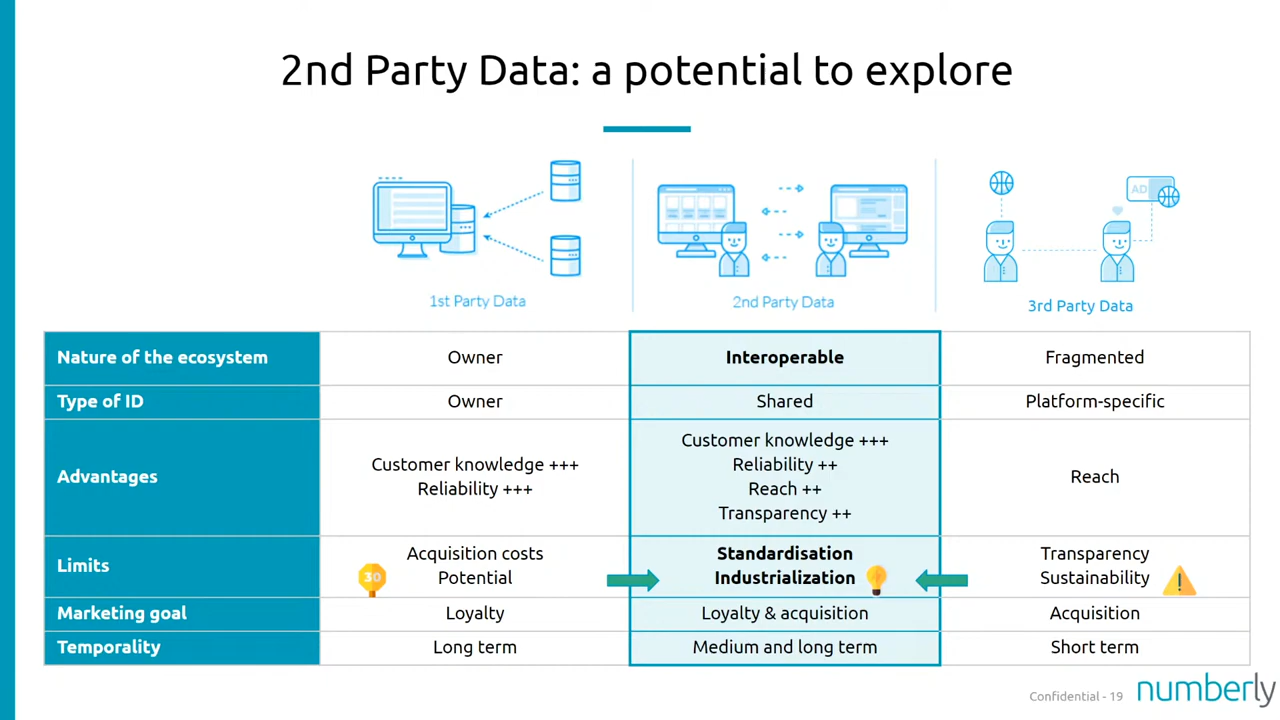 2nd Party Data: a potential to explore
AD
1st Party Data
2nd Party Data
3rd Party Data
Nature of the ecosystem
Owner
Interoperable
Fragmented
Type of ID
Owner
Shared
Platform-specific
Advantages
Customer knowledge +++
Reliability +++
Customer knowledge +++
Reliability ++
Reach ++
Transparency ++
Reach
Limits
30
Acquisition costs
Potential
Standardisation
Industrialization
Transparency
Sustainability
Marketing goal
Loyalty
Loyalty & acquisition
Acquisition
Temporality
Long term
Medium and long term
Short term
Confidential - 19
numberly